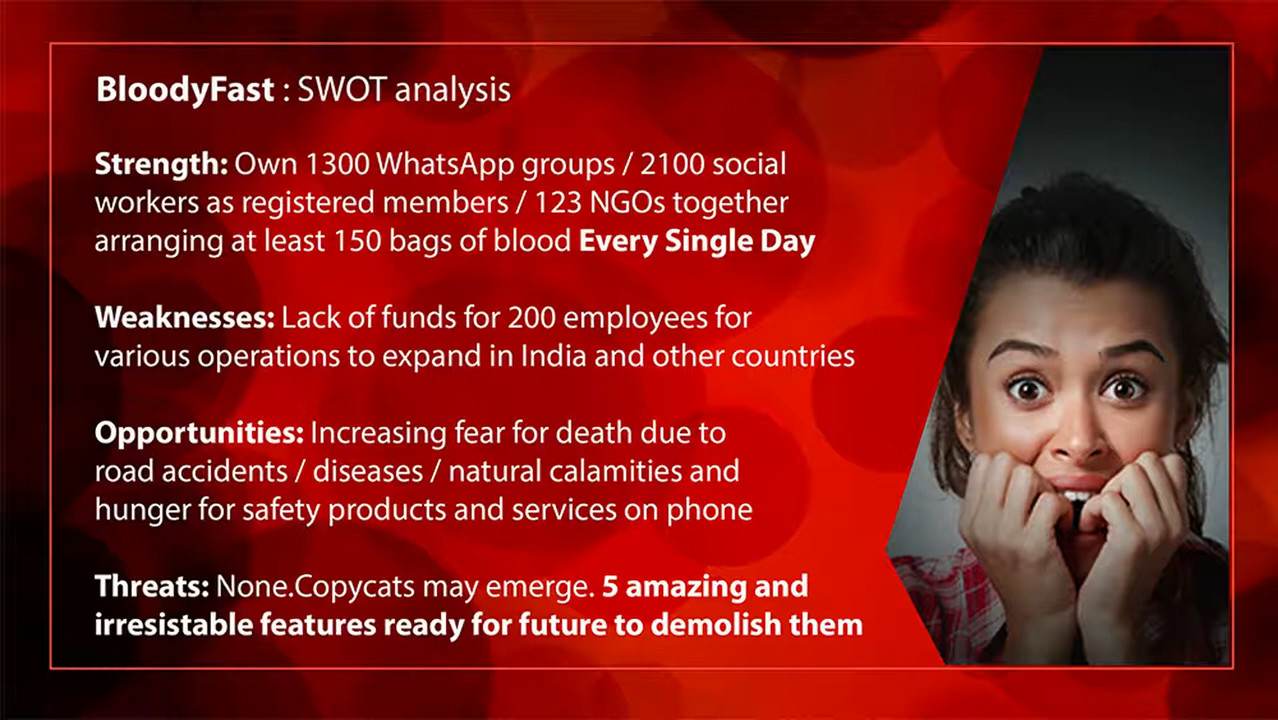 BloodyFast : SWOT analysis
Strength: Own 1300 WhatsApp groups / 2100 social
workers as registered members / 123 NGOs together
arranging at least 150 bags of blood Every Single Day
Weaknesses: Lack of funds for 200 employees for
various operations to expand in India and other countries
Opportunities: Increasing fear for death due to
road accidents / diseases / natural calamities and
hunger for safety products and services on phone
Threats: None.Copycats may emerge. 5 amazing and
irresistable features ready for future to demolish them